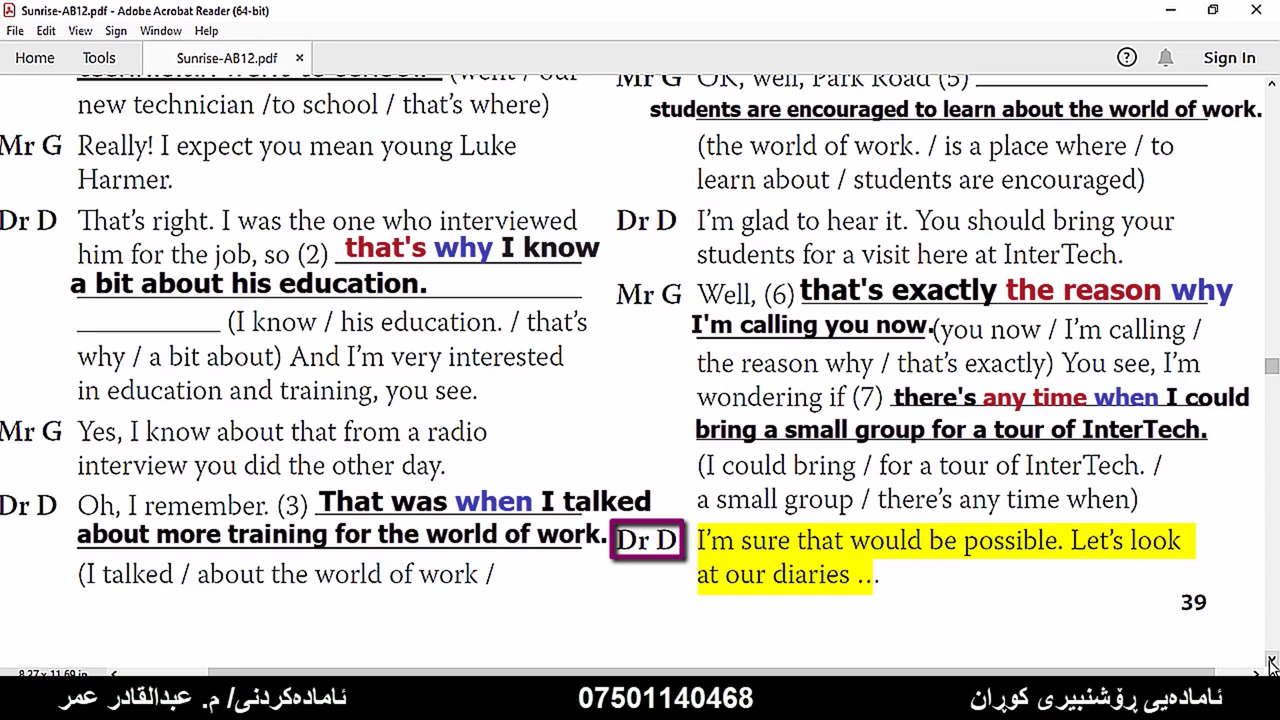 Sunrise-AB12.pdf - Adobe Acrobat Reader (64-bit)
File Edit View Sign Window Help
Home Tools Sunrise-AB12.pdf × Sign In
(went / our
new technician /to school / that's where)
Mr G Really! I expect you mean young Luke
Harmer.
Dr D That's right. I was the one who interviewed
him for the job, so (2) that's why I know
a bit about his education.
(I know / his education. / that's
why / a bit about) And I'm very interested
in education and training, you see.
Mr G Yes, I know about that from a radio
interview you did the other day.
Dr D Oh, I remember. (3) That was when I talked
about more training for the world of work.
(I talked / about the world of work /
Mr G OK, well, Park Road (5)
students are encouraged to learn about the world of work.
(the world of work. / is a place where / to
learn about / students are encouraged)
Dr D I'm glad to hear it. You should bring your
students for a visit here at InterTech.
Mr G Well, (6) that's exactly the reason why
I'm calling you now. (you now / I'm calling /
the reason why / that's exactly) You see, I'm
wondering if (7) there's any time when I could
bring a small group for a tour of InterTech.
(I could bring / for a tour of InterTech. /
a small group / there's any time when)
Dr D I'm sure that would be possible. Let's look
at our diaries …
39
8.27 x 11.69 in
ئامادەیی ڕۆشنبیری کوڕان 07501140468 ئامادەکردنی/ م. عبدالقادر عمر